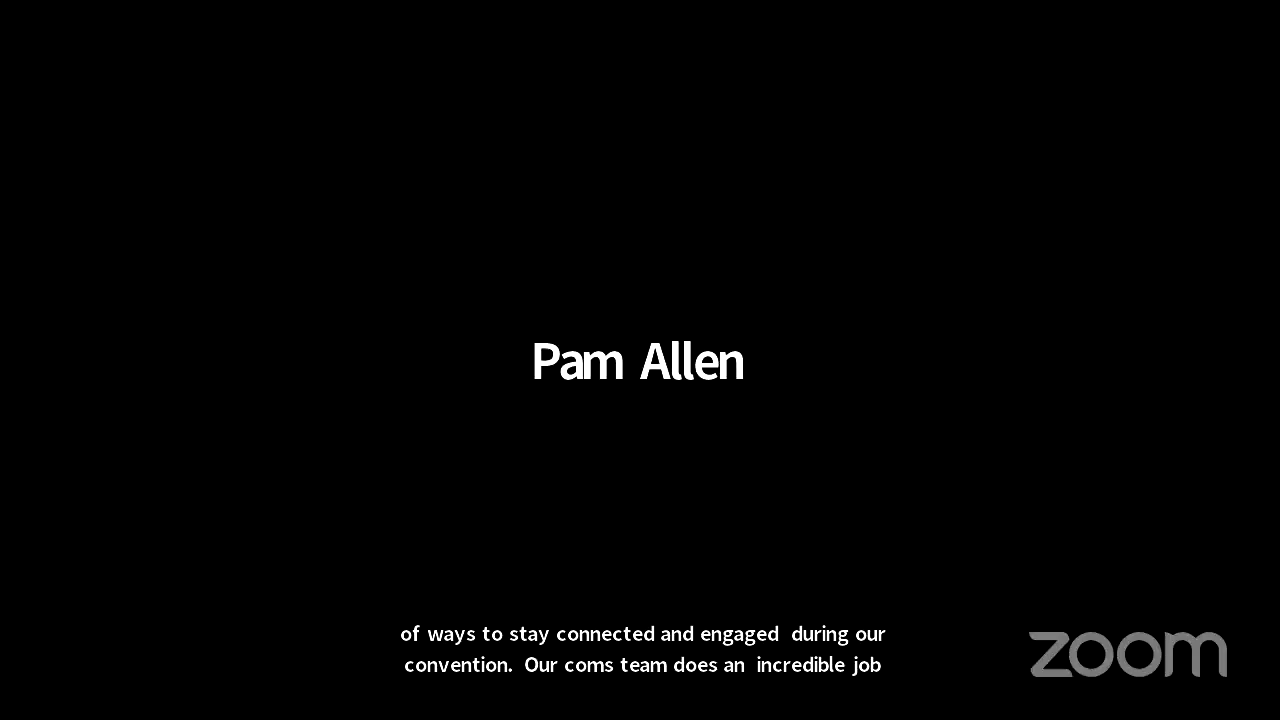 Pam Allen
of ways to stay connected and engaged  during our
convention.  Our coms team does an  incredible job
zoom